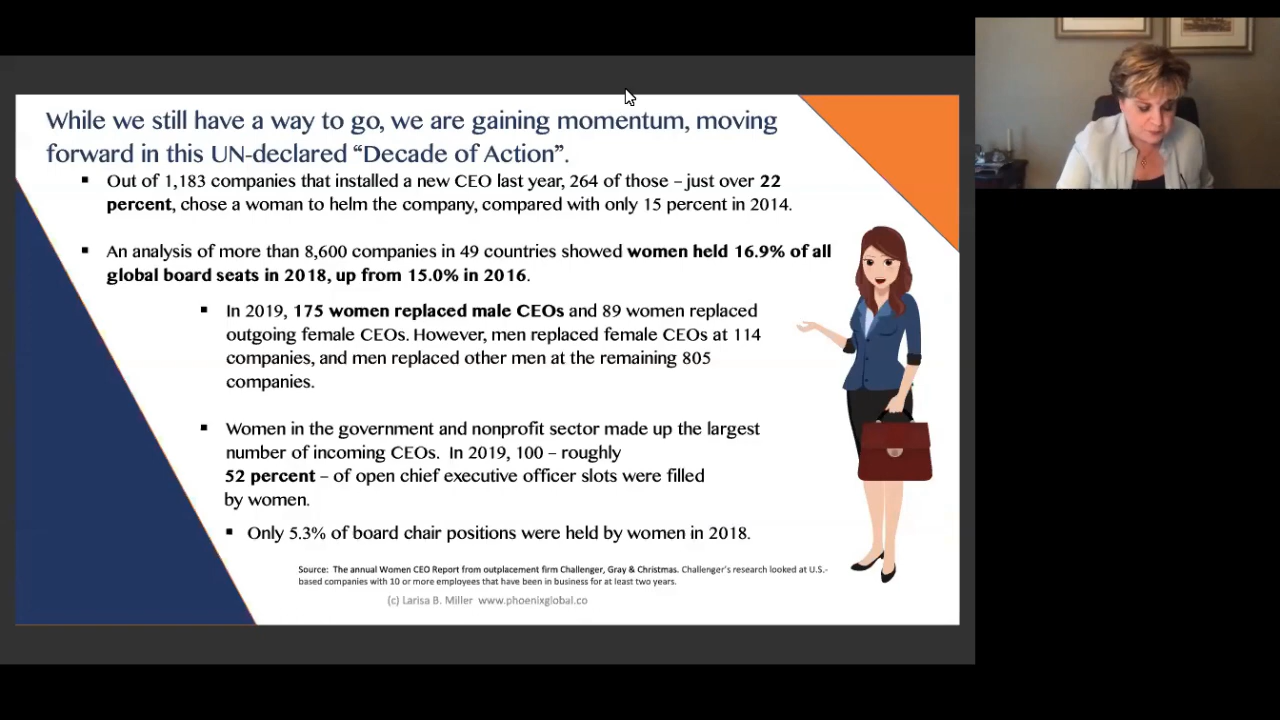 While we still have a way to go, we are gaining momentum, moving
forward in this UN-declared “Decade of Action”.
▪ Out of 1,183 companies that installed a new CEO last year, 264 of those – just over 22
percent, chose a woman to helm the company, compared with only 15 percent in 2014.
▪ An analysis of more than 8,600 companies in 49 countries showed women held 16.9% of all
global board seats in 2018, up from 15.0% in 2016.
▪ In 2019, 175 women replaced male CEOs and 89 women replaced
outgoing female CEOs. However, men replaced female CEOs at 114
companies, and men replaced other men at the remaining 805
companies.
▪ Women in the government and nonprofit sector made up the largest
number of incoming CEOs. In 2019, 100 – roughly
52 percent – of open chief executive officer slots were filled
by women.
▪ Only 5.3% of board chair positions were held by women in 2018.
Source: The annual Women CEO Report from outplacement firm Challenger, Gray & Christmas. Challenger's research looked at U.S.-
based companies with 10 or more employees that have been in business for at least two years.
(c) Larisa B. Miller www.phoenixglobal.co